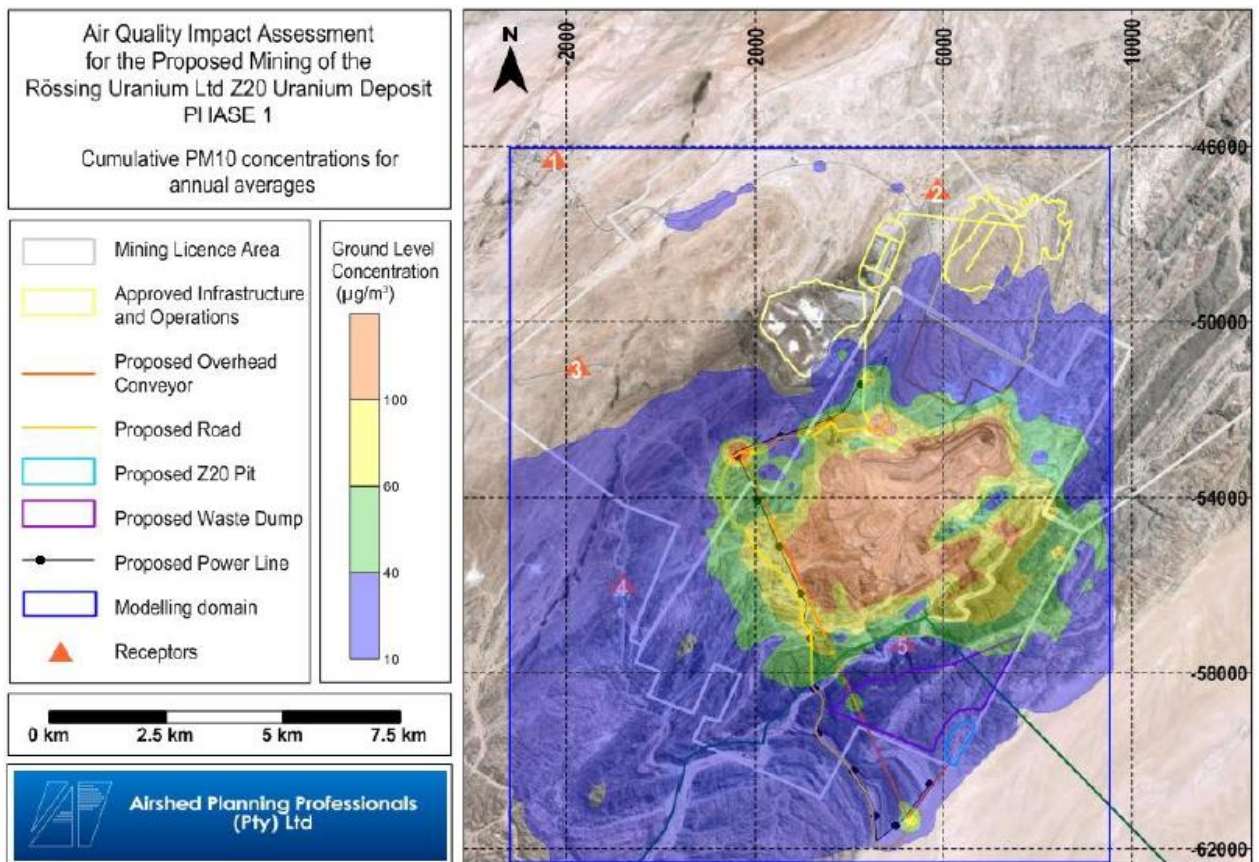 Air Quality Impact Assessment
for the Proposed Mining of the
Rössing Uranium Ltd Z20 Uranium Deposit
PHASE 1
Cumulative PM10 concentrations for
annual averages
Mining Licence Area
Approved Infrastructure
and Operations
Proposed Overhead
Conveyor
Proposed Road
Proposed Z20 Pit
Proposed Waste Dump
Proposed Power Line
Modelling domain
Receptors
Ground Level
Concentration
(µg/m³)
100
60
40
10
0 km 2.5 km 5 km 7.5 km
Airshed Planning Professionals
(Pty) Ltd
N
-2000
2000
6000
10000
-46000
-50000
-54000
-58000
-62000
1
2
3
4
5